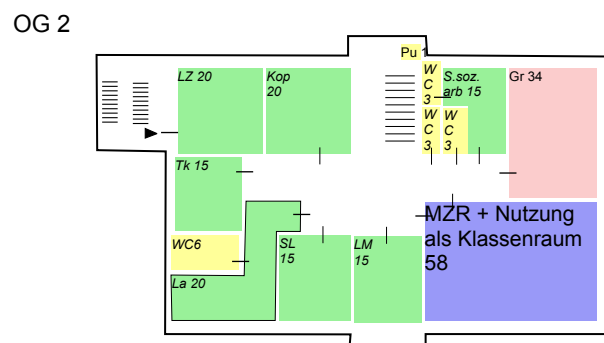 OG 2
Pu 1
LZ 20
Kop
20
W
C
3
S.soz.
arb 15
Gr 34
W
C
3
W
C
3
Tk 15
MZR + Nutzung
als Klassenraum
58
WC6
SL
15
LM
15
La 20